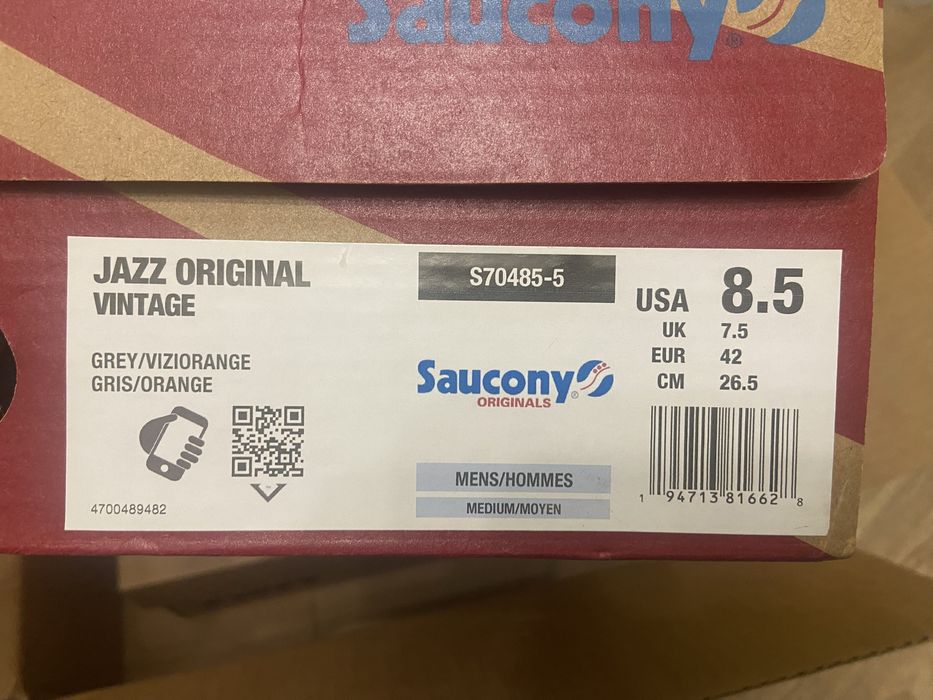 Saucony®
JAZZ ORIGINAL
VINTAGE
S70485-5
USA 8.5
UK 7.5
EUR 42
CM 26.5
GREY/VIZIORANGE
GRIS/ORANGE
Saucony®
ORIGINALS
MENS/HOMMES
MEDIUM/MOYEN
4700489482
1 94713 81662 8